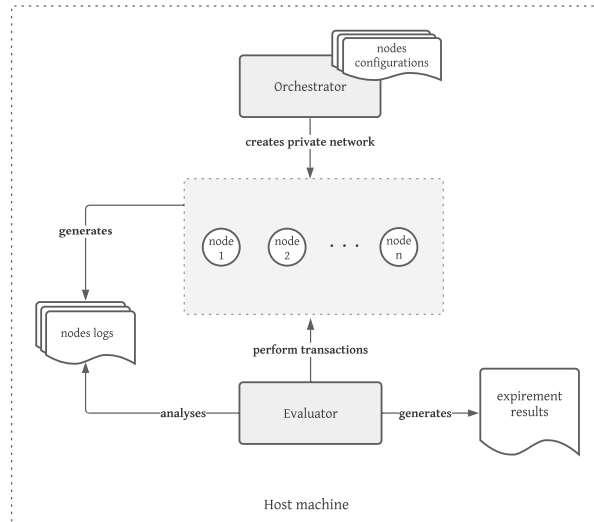 nodes
configurations
Orchestrator
creates private network
generates
node
1
node
2
. . .
node
n
nodes logs
perform transactions
analyses
Evaluator
generates
expirement
results
Host machine